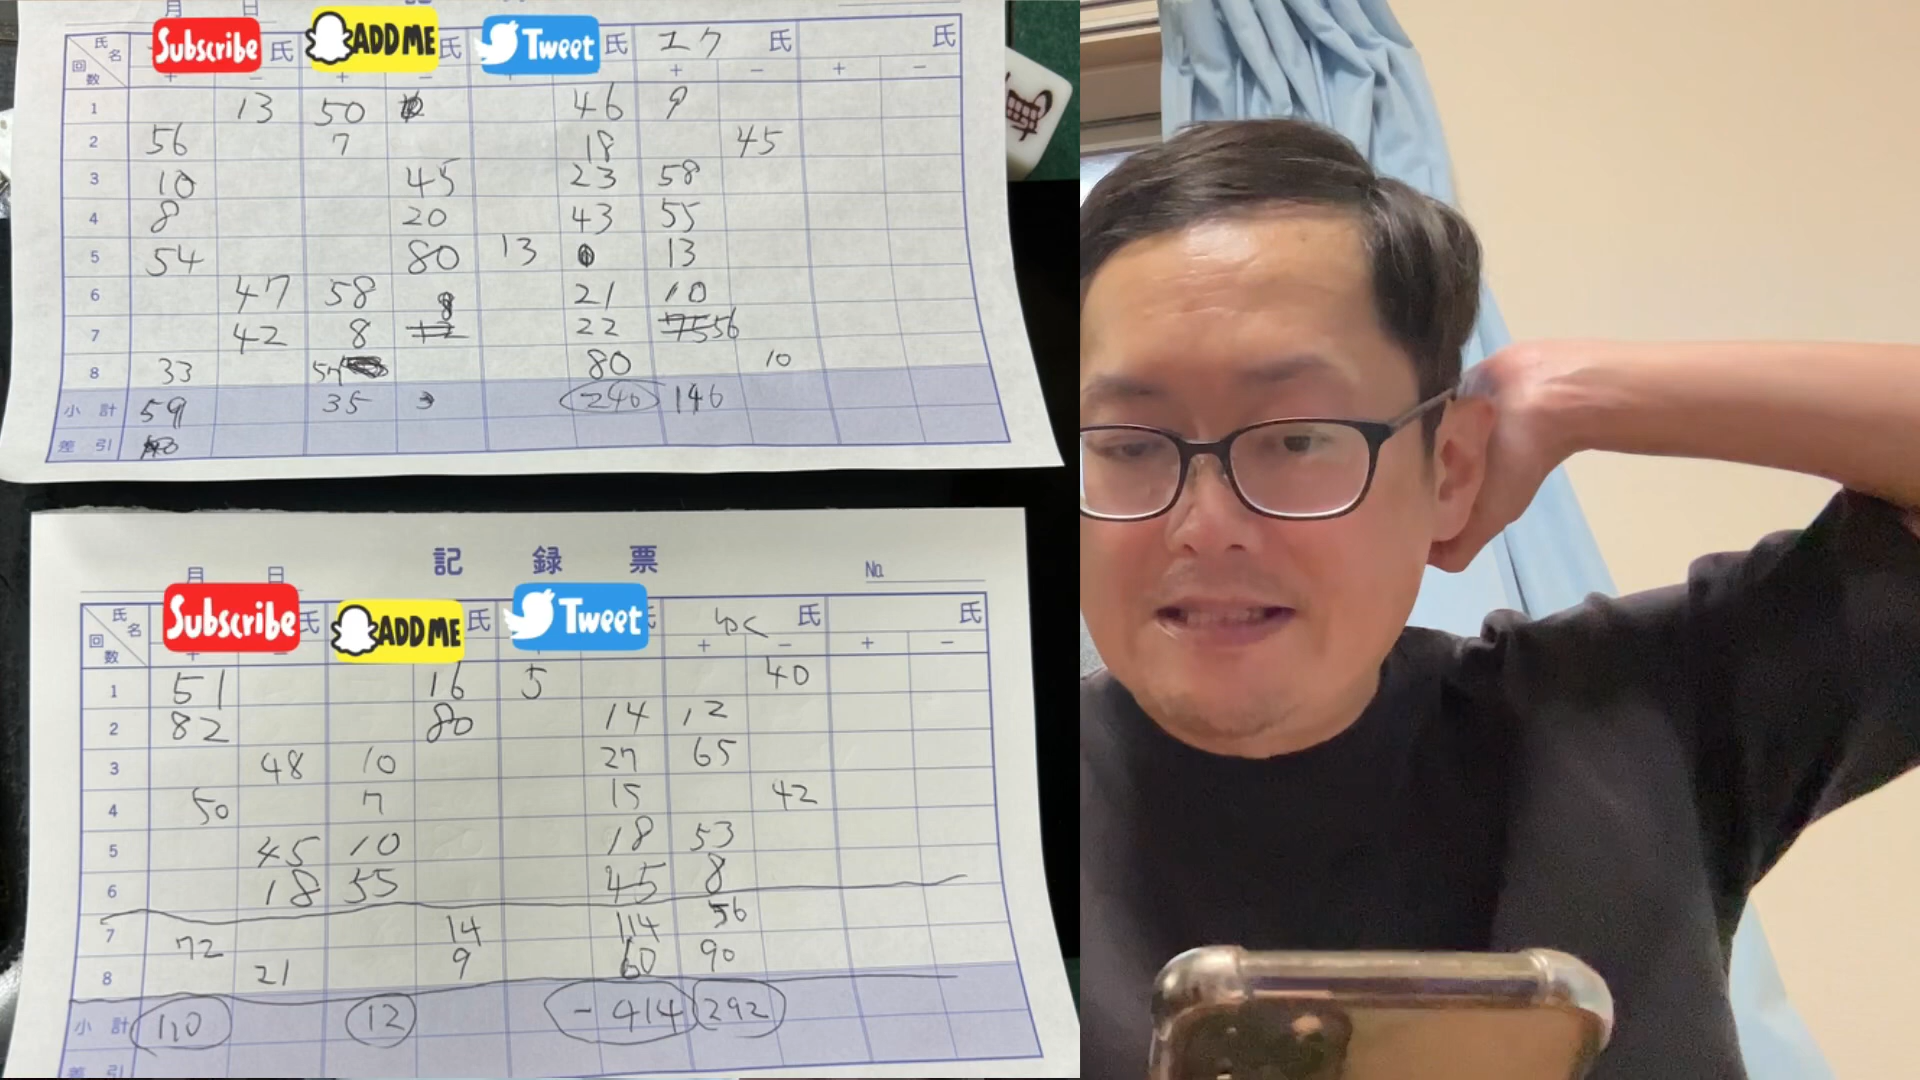 月 日
氏名 Subscribe 氏 ADD ME 氏 Tweet 氏 エク 氏 氏
回数 + − + − + + − + −
1 13 50 46 9
2 56 7 18 45
3 10 45 23 58
4 8 20 43 55
5 54 80 13 13
6 47 58 21 10
7 42 8 8 22 56
8 33 57 80 10
小計 59 35 240 146
差引
記録票
月 日 No.
氏名 Subscribe 氏 ADD ME 氏 Tweet 氏 ゆく 氏 氏
回数 + − + − + −
1 51 16 5 40
2 82 80 14 12
3 48 10 27 65
4 50 7 15 42
5 45 10 18 53
6 18 55 45 8
7 72 14 114 56
8 21 9 60 90
小計 110 12 -414 292
差引